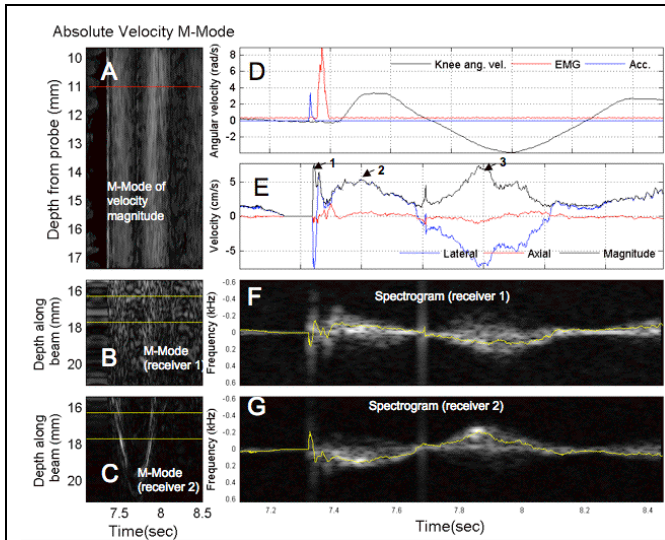 Absolute Velocity M-Mode
Depth from probe (mm)
10
11
12
13
14
15
16
17
A
M-Mode of
velocity
magnitude
Depth along
beam (mm)
16
18
20
B
M-Mode
(receiver 1)
Depth along
beam (mm)
16
18
20
C
M-Mode
(receiver 2)
7.5 8 8.5
Time(sec)
Angular velocity (rad/s)
8
6
4
2
0
-2
D
Knee ang. vel. EMG Acc.
Velocity (cm/s)
5
0
-5
E
1
2
3
Lateral Axial Magnitude
Frequency (kHz)
-0.6
-0.4
-0.2
0
0.2
0.4
0.6
F
Spectrogram (receiver 1)
Frequency (kHz)
-0.4
-0.2
0
0.2
0.4
0.6
G
Spectrogram (receiver 2)
7.2 7.4 7.6 7.8 8 8.2 8.4
Time(sec)